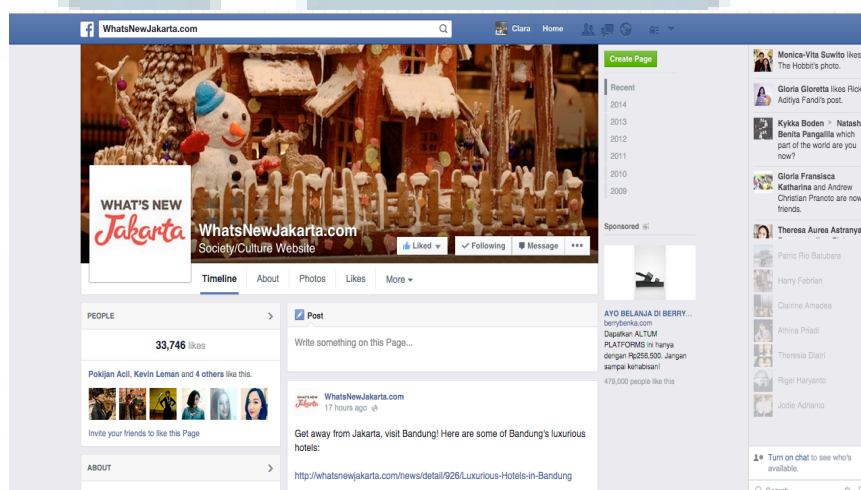 WhatsNewJakarta.com
Clara Home
WHAT'S NEW
Jakarta
WhatsNewJakarta.com
Society/Culture Website
Liked
Following
Message
Timeline About Photos Likes More
PEOPLE
33,746 likes
Pokijan Acil, Kevin Leman and 4 others like this.
Invite your friends to like this Page
ABOUT
Post
Write something on this Page...
WhatsNewJakarta.com
17 hours ago
Get away from Jakarta, visit Bandung! Here are some of Bandung's luxurious
hotels:
http://whatsnewjakarta.com/news/detail/926/Luxurious-Hotels-in-Bandung
Create Page
Recent
2014
2013
2012
2011
2010
2009
Sponsored
AYO BELANJA DI BERRY...
berrybenka.com
Dapatkan ALTUM
PLATFORMS ini hanya
dengan Rp256,500. Jangan
sampai kehabisan!
479,000 people like this
Monica-Vita Suwito likes
The Hobbit's photo.
Gloria Gloretta likes Rick
Aditiya Fandi's post.
Kykka Boden > Natash
Benita Pangalila which
part of the world are you
now?
Gloria Fransisca
Katharina and Andrew
Christian Pranoto are now
friends.
Theresa Aurea Astranya
Patric Rio Batubara
Harry Febrian
Clairine Amadea
Athina Priadi
Theresia Diatri
Rigel Haryanto
Jodie Adrianto
Turn on chat to see who's
available.
Search